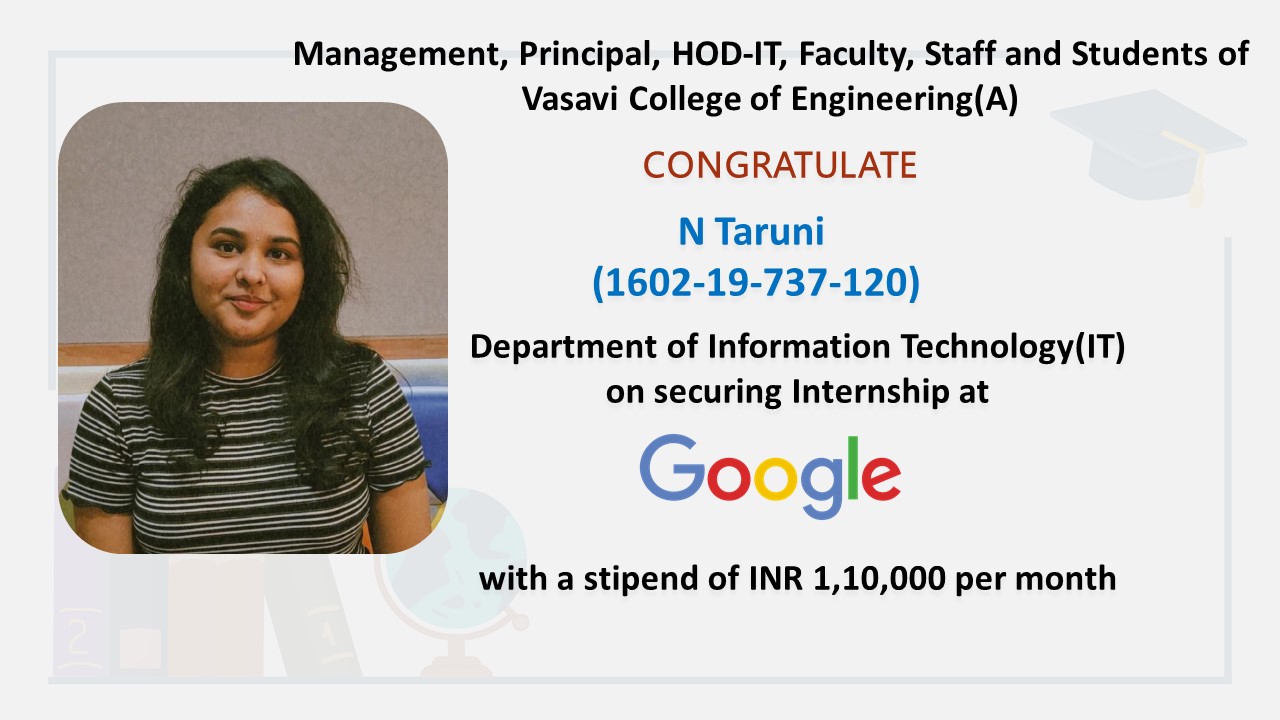 Management, Principal, HOD-IT, Faculty, Staff and Students of
Vasavi College of Engineering(A)
CONGRATULATE
N Taruni
(1602-19-737-120)
Department of Information Technology(IT)
on securing Internship at
Google
with a stipend of INR 1,10,000 per month
2
1